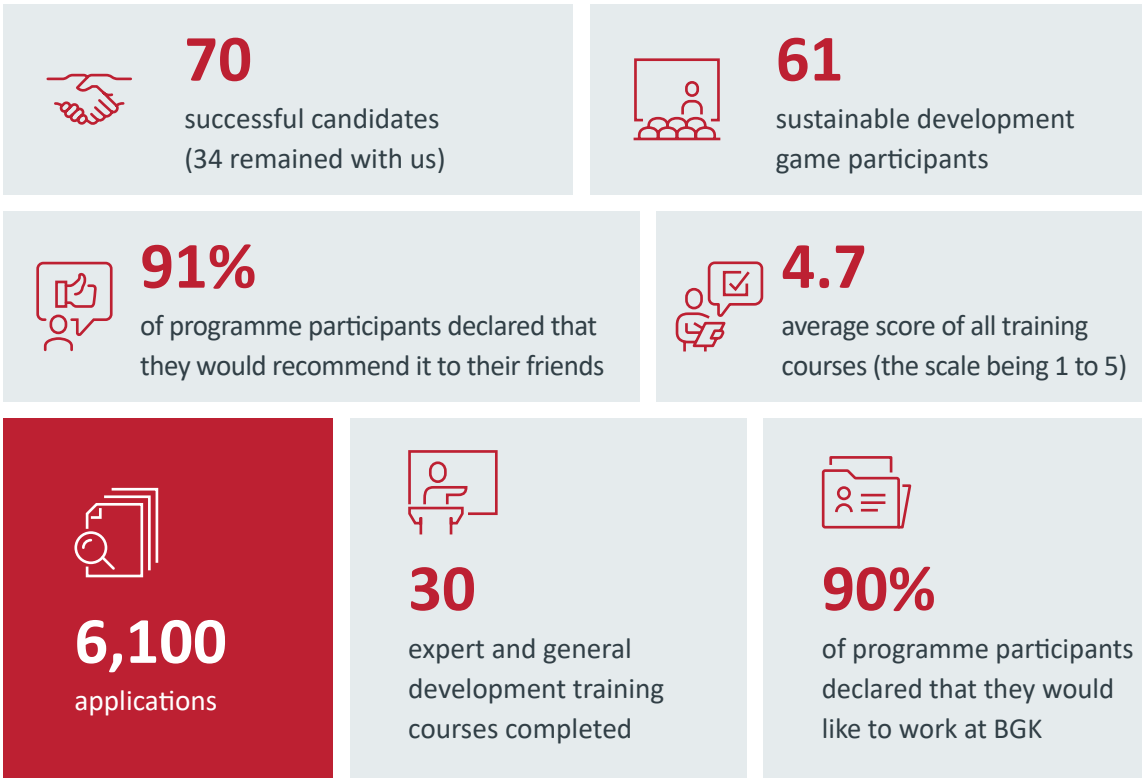 70
successful candidates
(34 remained with us)
61
sustainable development
game participants
91%
of programme participants declared that
they would recommend it to their friends
4.7
average score of all training
courses (the scale being 1 to 5)
6,100
applications
30
expert and general
development training
courses completed
90%
of programme participants
declared that they would
like to work at BGK